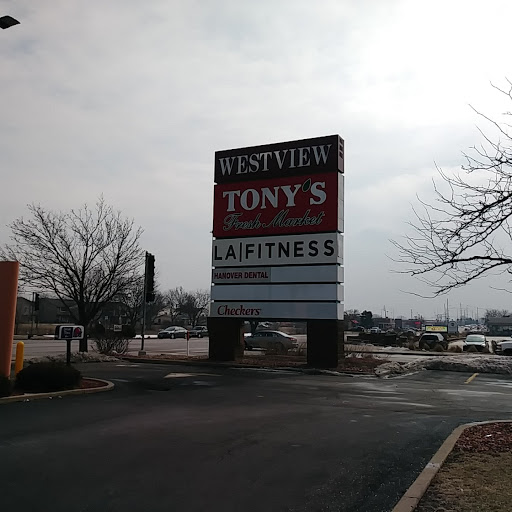 WESTVIEW
TONY'S
Fresh Market
LA|FITNESS
HANOVER DENTAL
Checkers